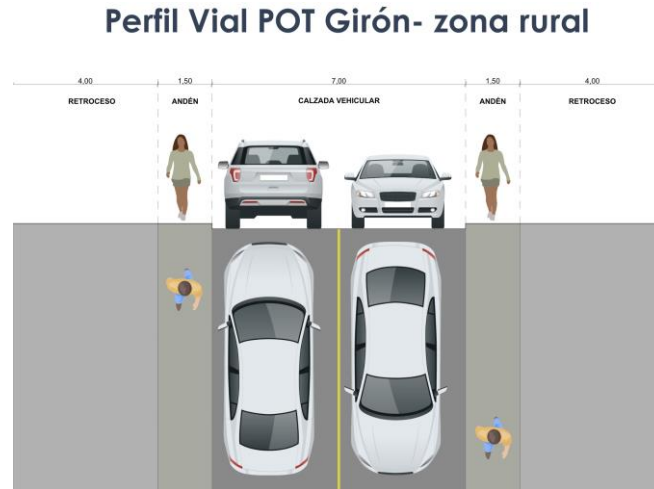 Perfil Vial POT Girón- zona rural
4,00 1,50 7,00 1,50 4,00
RETROCESO ANDÉN CALZADA VEHICULAR ANDÉN RETROCESO